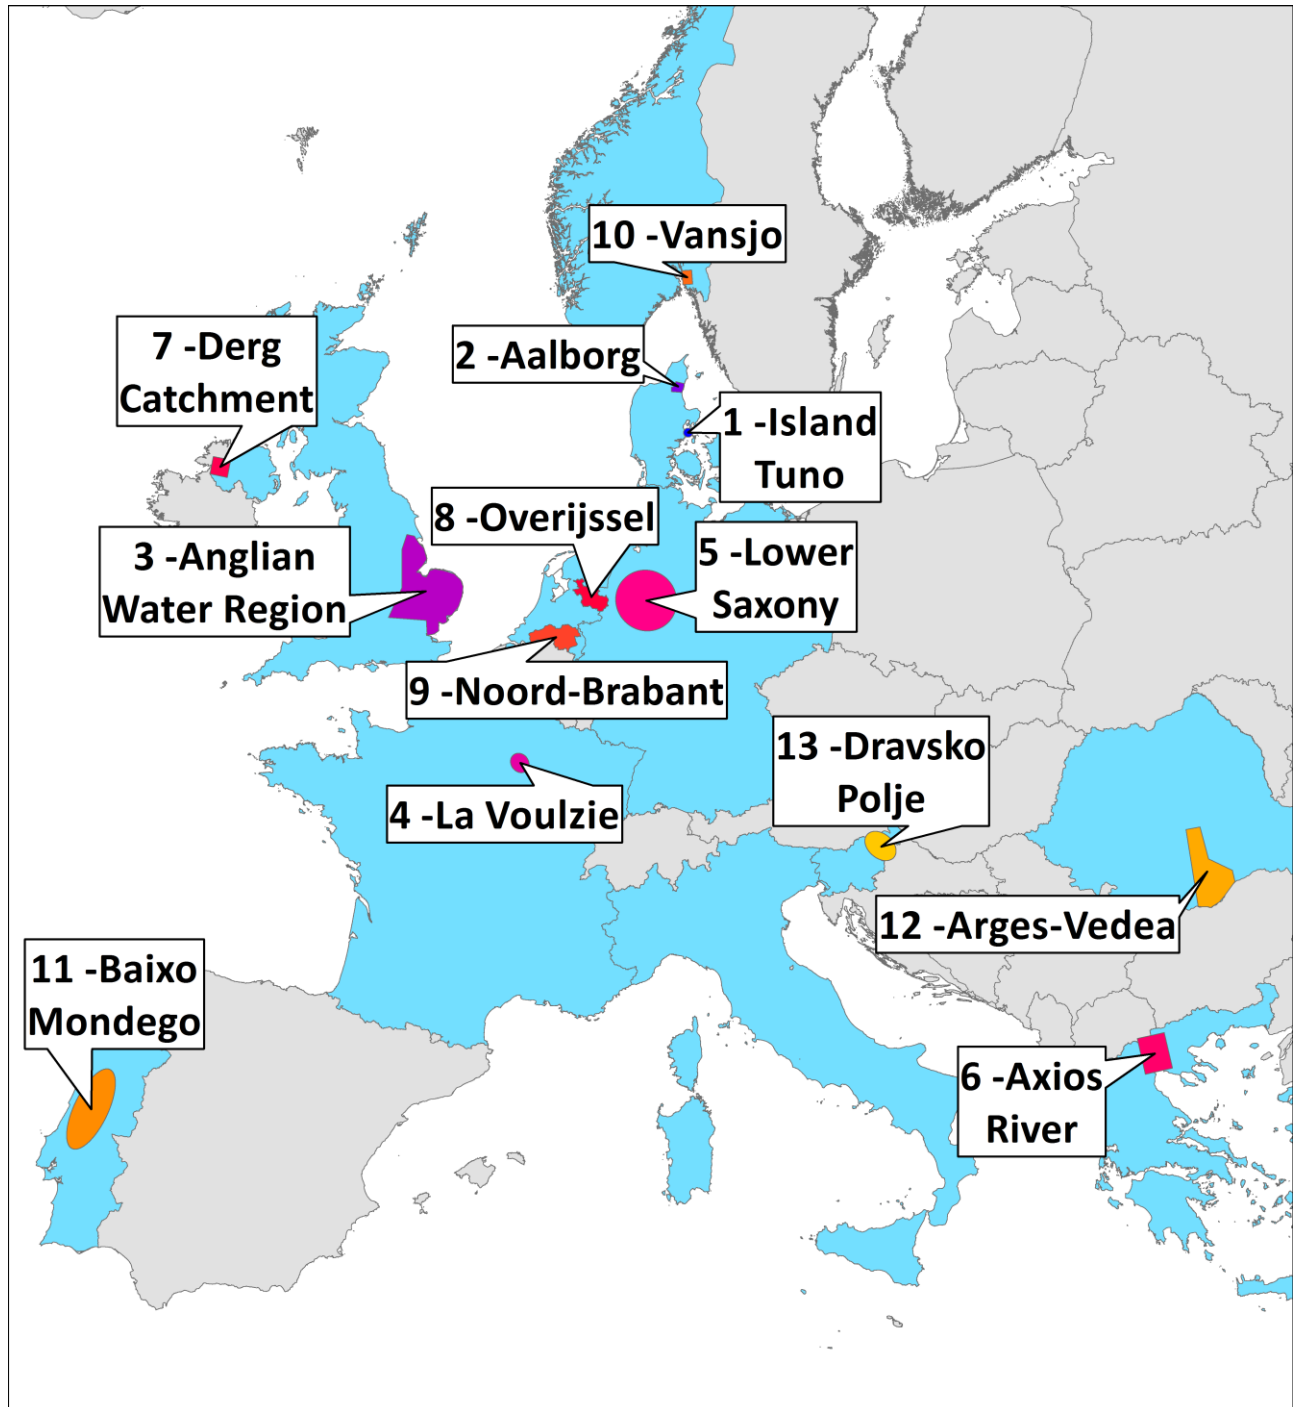 10 -Vansjo
7 -Derg
Catchment
2 -Aalborg
1 -Island
Tuno
8 -Overijssel
3 -Anglian
Water Region
5 -Lower
Saxony
9 -Noord-Brabant
13 -Dravsko
Polje
4 -La Voulzie
12 -Arges-Vedea
11 -Baixo
Mondego
6 -Axios
River